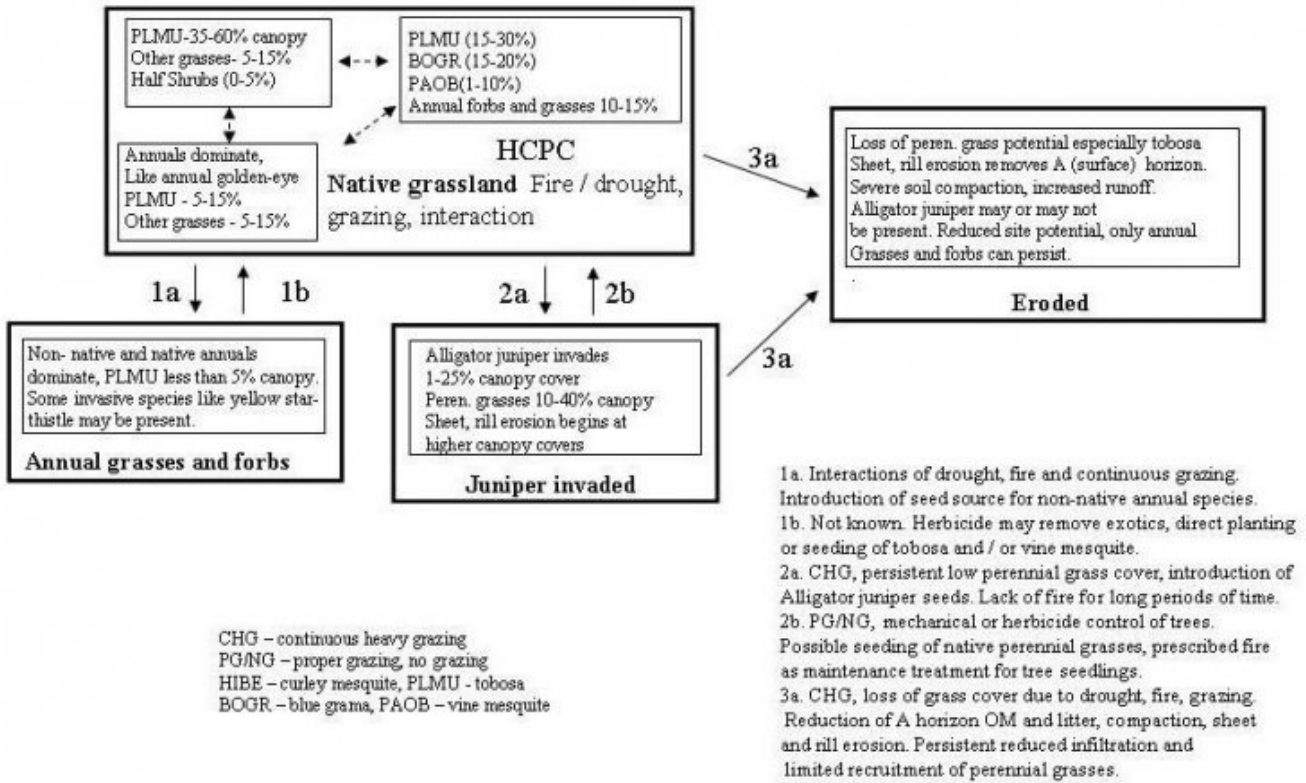 PLMU-35-60% canopy
Other grasses- 5-15%
Half Shrubs (0-5%)
PLMU (15-30%)
BOGR (15-20%)
PAOB(1-10%)
Annual forbs and grasses 10-15%
Annuals dominate,
Like annual golden-eye
PLMU - 5-15%
Other grasses - 5-15%
HCPC
Native grassland Fire / drought,
grazing, interaction
3a
Loss of peren. grass potential especially tobosa
Sheet, rill erosion removes A (surface) horizon.
Severe soil compaction, increased runoff.
Alligator juniper may or may not
be present. Reduced site potential, only annual
Grasses and forbs can persist.
.
Eroded
1a
1b
2a
2b
3a
Non- native and native annuals
dominate, PLMU less than 5% canopy.
Some invasive species like yellow star-
thistle may be present.
Annual grasses and forbs
Alligator juniper invades
1-25% canopy cover
Peren. grasses 10-40% canopy
Sheet, rill erosion begins at
higher canopy covers
Juniper invaded
1a. Interactions of drought, fire and continuous grazing.
Introduction of seed source for non-native annual species.
1b. Not known. Herbicide may remove exotics, direct planting
or seeding of tobosa and / or vine mesquite.
2a. CHG, persistent low perennial grass cover, introduction of
Alligator juniper seeds. Lack of fire for long periods of time.
2b. PG/NG, mechanical or herbicide control of trees.
Possible seeding of native perennial grasses, prescribed fire
as maintenance treatment for tree seedlings.
3a. CHG, loss of grass cover due to drought, fire, grazing.
Reduction of A horizon OM and litter, compaction, sheet
and rill erosion. Persistent reduced infiltration and
limited recruitment of perennial grasses.
CHG – continuous heavy grazing
PG/NG – proper grazing, no grazing
HIBE – curley mesquite, PLMU - tobosa
BOGR – blue grama, PAOB – vine mesquite